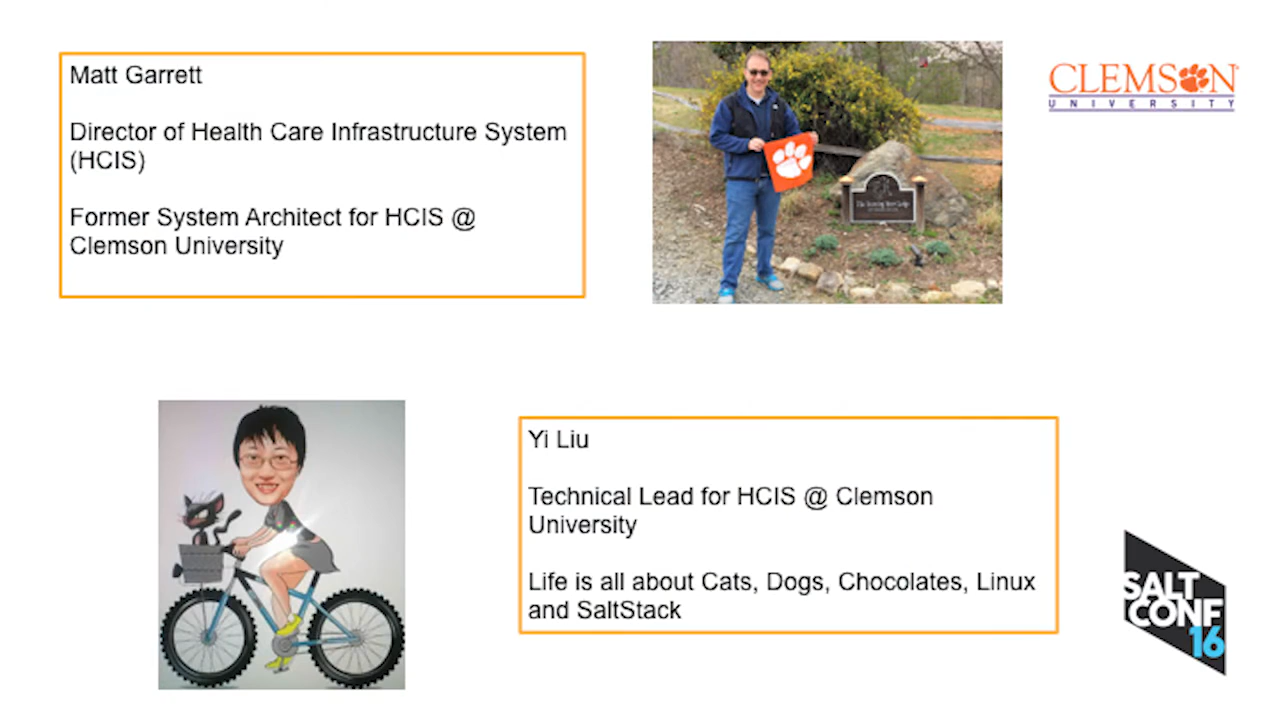 Matt Garrett
Director of Health Care Infrastructure System
(HCIS)
Former System Architect for HCIS @
Clemson University
CLEMSON
UNIVERSITY
Yi Liu
Technical Lead for HCIS @ Clemson
University
Life is all about Cats, Dogs, Chocolates, Linux
and SaltStack
SALT
CONF
16